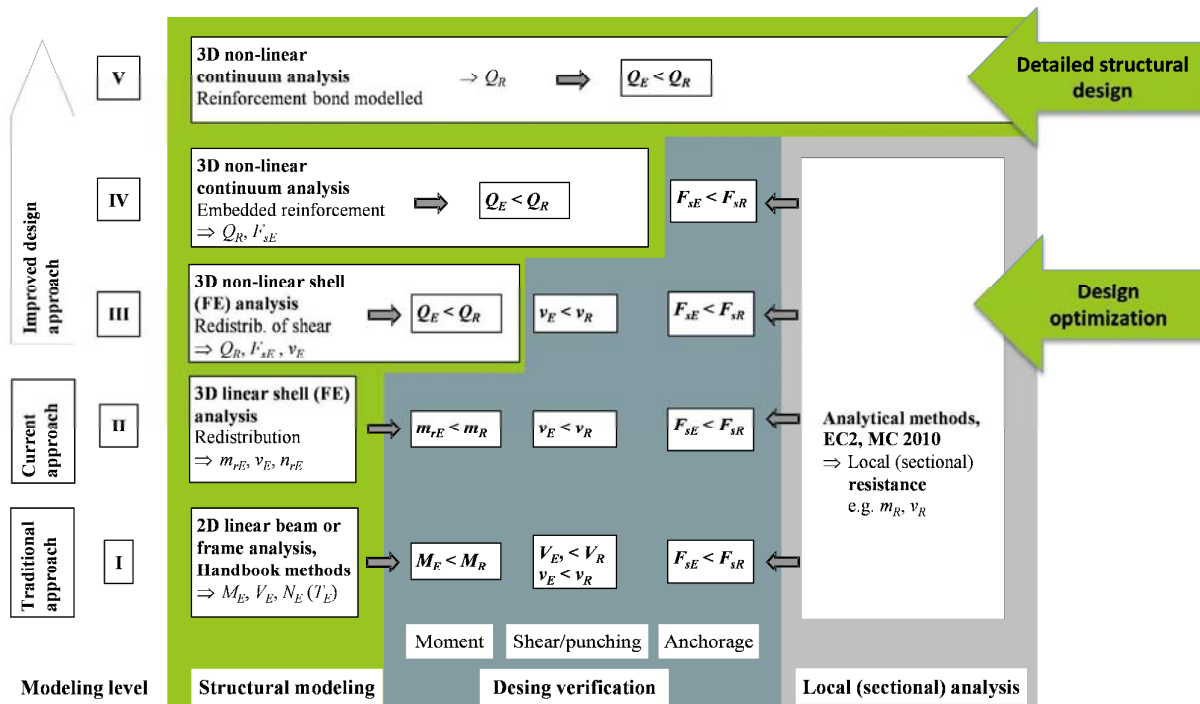 V
3D non-linear
continuum analysis
Reinforcement bond modelled
→ Q_R
Q_E < Q_R
Detailed structural
design
IV
3D non-linear
continuum analysis
Embedded reinforcement
⇒ Q_R, F_sE
Q_E < Q_R
F_sE < F_sR
Improved design
approach
III
3D non-linear shell
(FE) analysis
Redistrib. of shear
⇒ Q_R, F_sE , v_E
Q_E < Q_R
v_E < v_R
F_sE < F_sR
Design
optimization
Current
approach
II
3D linear shell (FE)
analysis
Redistribution
⇒ m_rE, v_E, n_rE
m_rE < m_R
v_E < v_R
F_sE < F_sR
Analytical methods,
EC2, MC 2010
⇒ Local (sectional)
resistance
e.g. m_R, v_R
Traditional
approach
I
2D linear beam or
frame analysis,
Handbook methods
⇒ M_E, V_E, N_E (T_E)
M_E < M_R
V_E, < V_R
v_E < v_R
F_sE < F_sR
Moment
Shear/punching
Anchorage
Modeling level
Structural modeling
Desing verification
Local (sectional) analysis